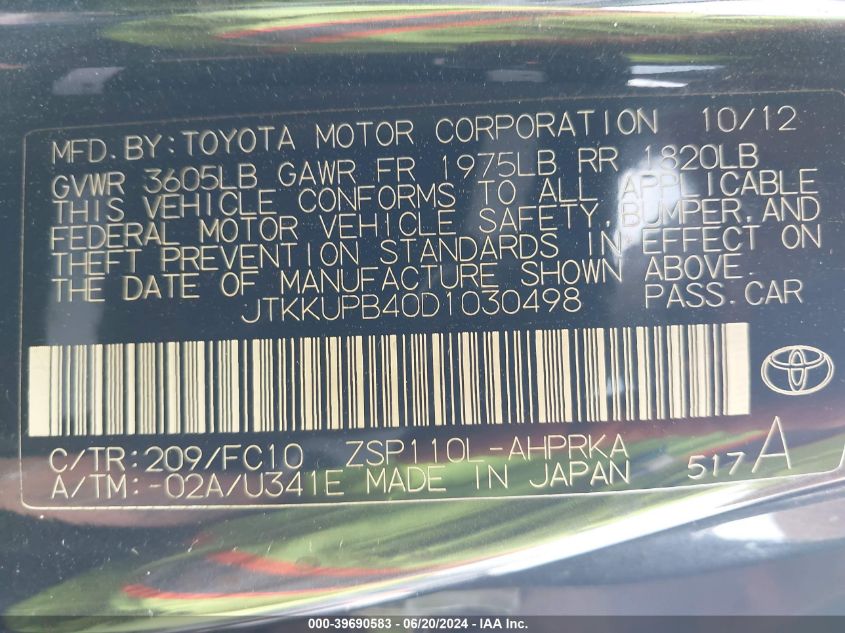 MFD. BY: TOYOTA MOTOR CORPORATION 10/12
GVWR 3605LB GAWR FR 1975LB RR 1820LB
THIS VEHICLE CONFORMS TO ALL APPLICABLE
FEDERAL MOTOR VEHICLE SAFETY, BUMPER, AND
THEFT PREVENTION STANDARDS IN EFFECT ON
THE DATE OF MANUFACTURE SHOWN ABOVE.
JTKKUPB40D1030498 PASS. CAR
C/TR: 209/FC10 ZSP110L-AHPRKA
A/TM: -02A/U341E MADE IN JAPAN 517A
000-39690583 - 06/20/2024 - IAA Inc.